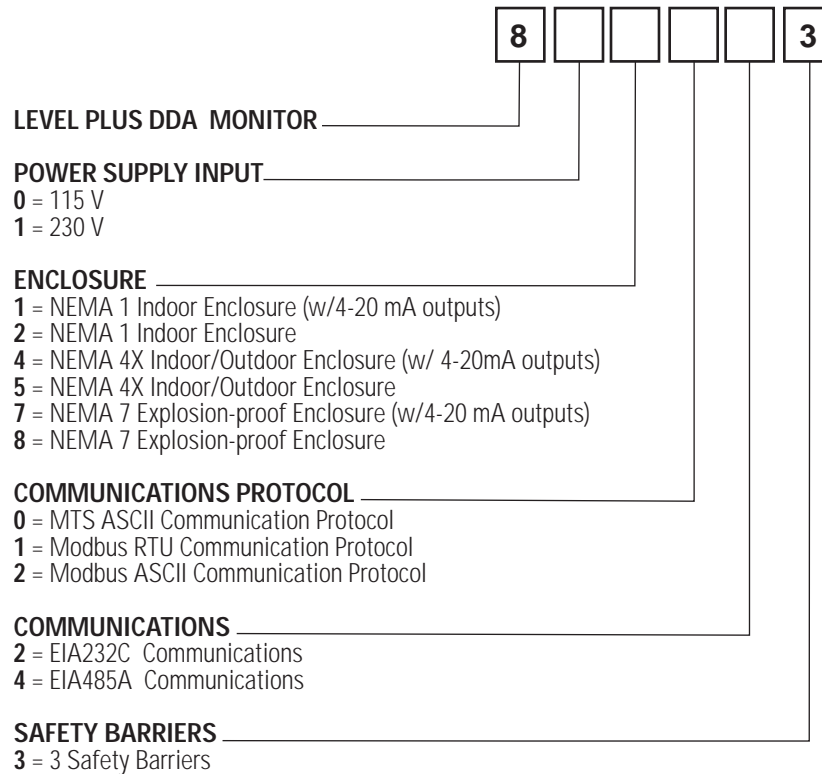 8 3
LEVEL PLUS DDA MONITOR
POWER SUPPLY INPUT
0 = 115 V
1 = 230 V
ENCLOSURE
1 = NEMA 1 Indoor Enclosure (w/4-20 mA outputs)
2 = NEMA 1 Indoor Enclosure
4 = NEMA 4X Indoor/Outdoor Enclosure (w/ 4-20mA outputs)
5 = NEMA 4X Indoor/Outdoor Enclosure
7 = NEMA 7 Explosion-proof Enclosure (w/4-20 mA outputs)
8 = NEMA 7 Explosion-proof Enclosure
COMMUNICATIONS PROTOCOL
0 = MTS ASCII Communication Protocol
1 = Modbus RTU Communication Protocol
2 = Modbus ASCII Communication Protocol
COMMUNICATIONS
2 = EIA232C Communications
4 = EIA485A Communications
SAFETY BARRIERS
3 = 3 Safety Barriers